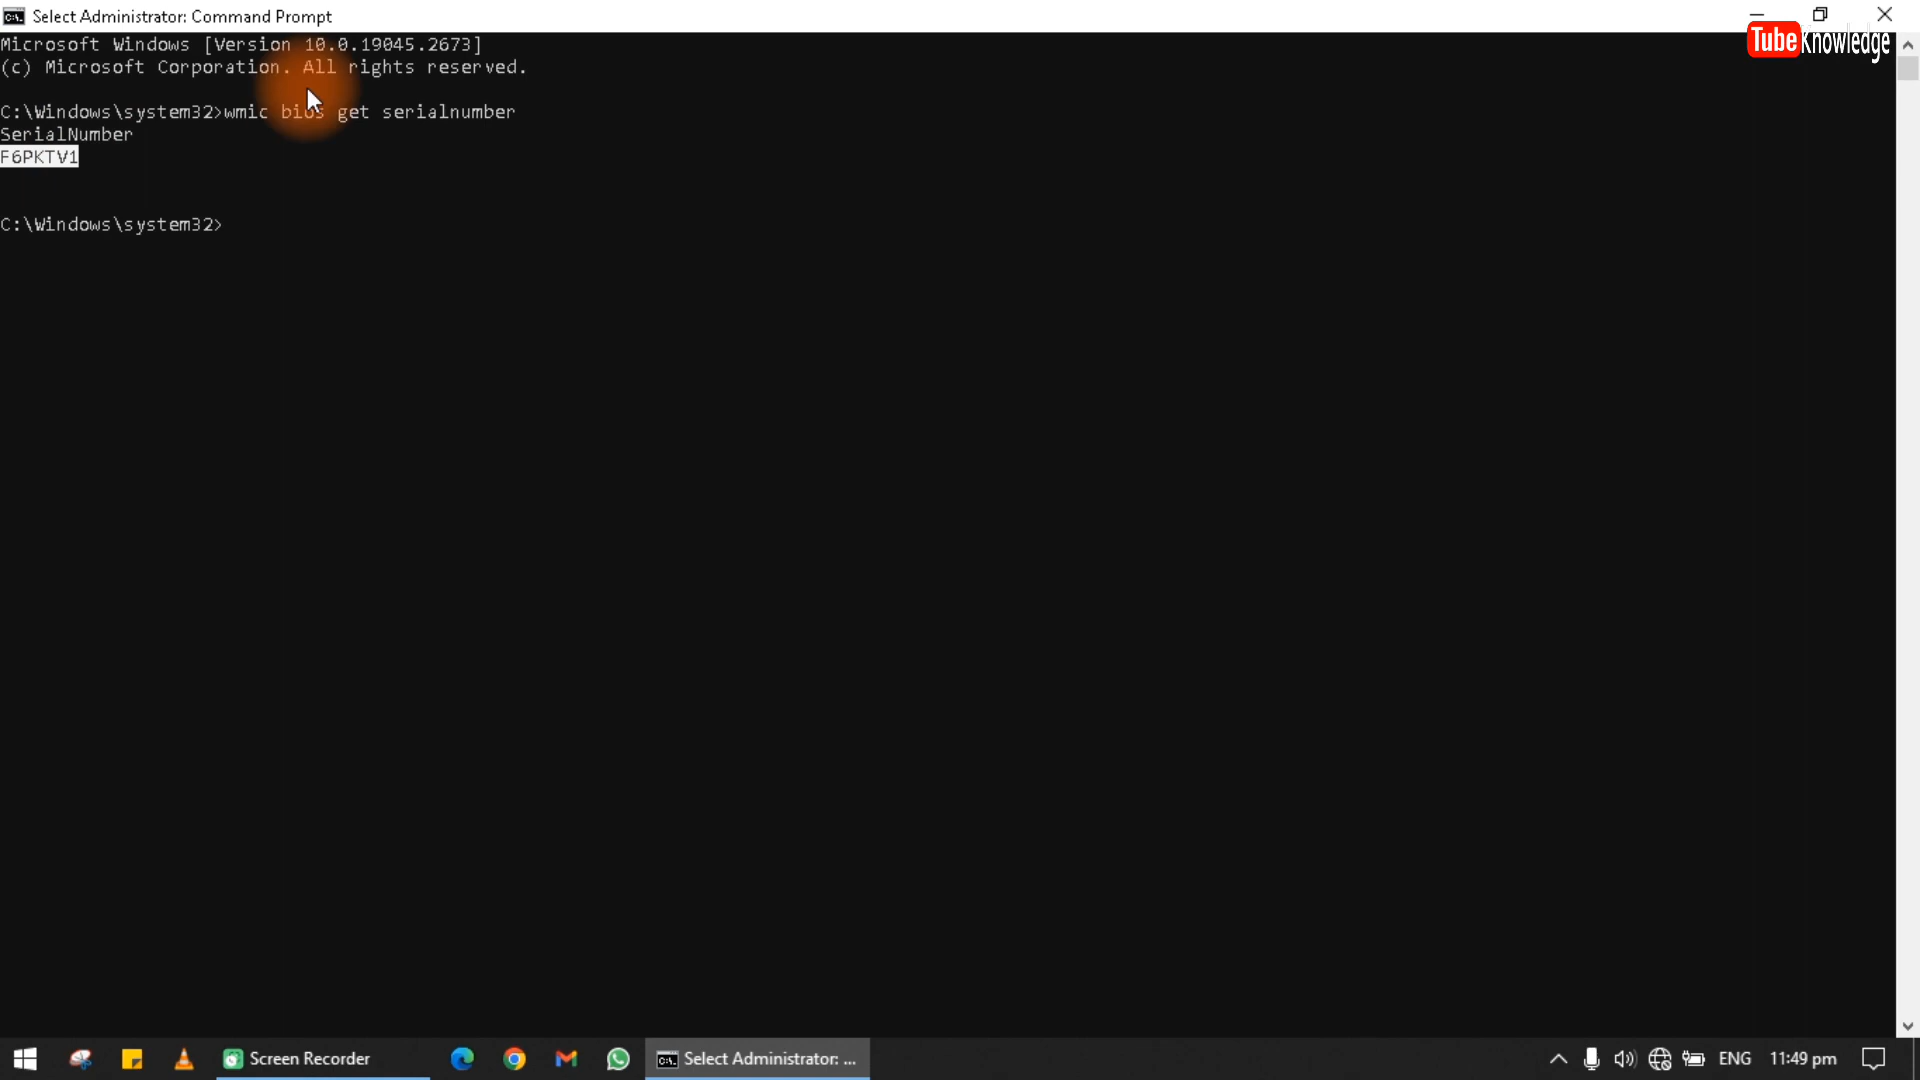 Select Administrator: Command Prompt
Tube Knowledge
Microsoft Windows [Version 10.0.19045.2673]
(c) Microsoft Corporation. All rights reserved.
C:\Windows\system32>wmic bios get serialnumber
SerialNumber
F6PKTV1
C:\Windows\system32>
Screen Recorder
Select Administrator: ...
ENG
11:49 pm